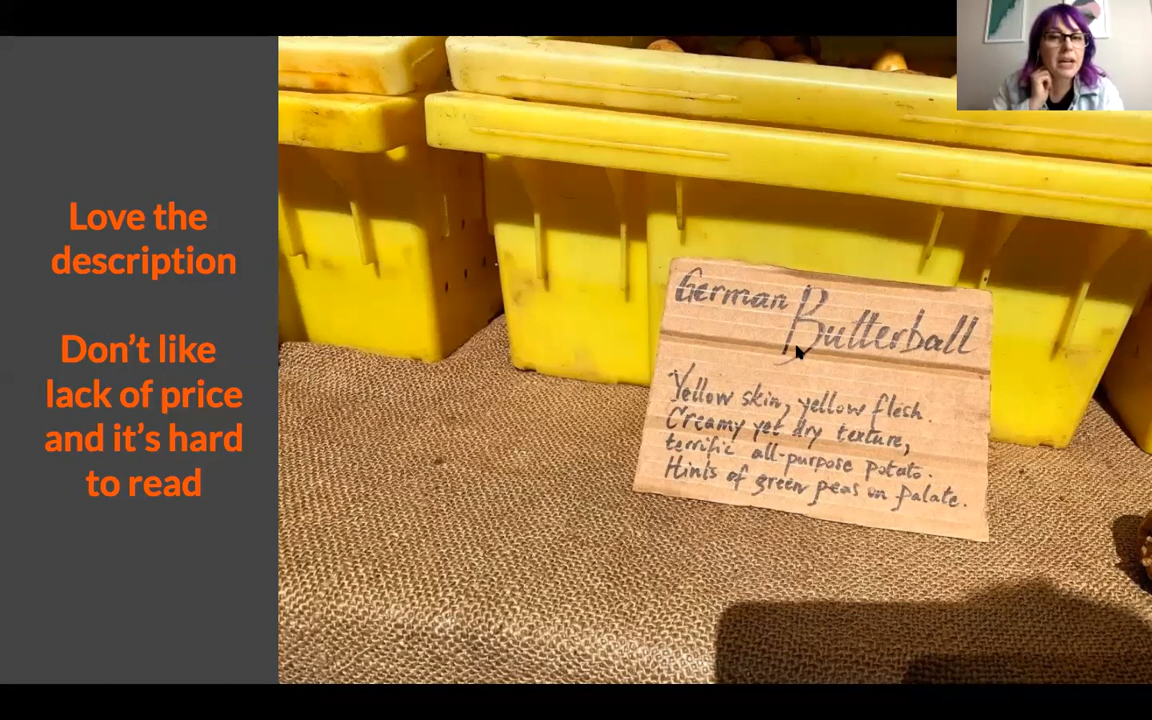 Love the
description
Don’t like
lack of price
and it’s hard
to read
German
Butterball
Yellow skin, yellow flesh.
Creamy yet dry texture,
terrific all-purpose potato.
Hints of green peas on palate.